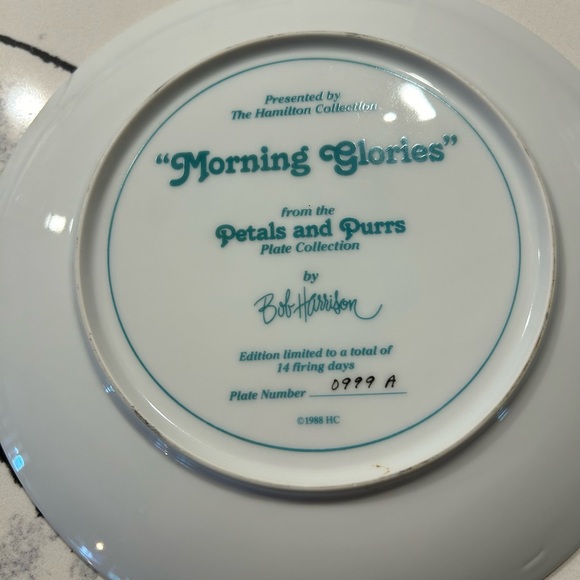 Presented by
The Hamilton Collection
“Morning Glories”
from the
Petals and Purrs
Plate Collection
by
Bob Harrison
Edition limited to a total of
14 firing days
Plate Number 0999 A
©1988 HC